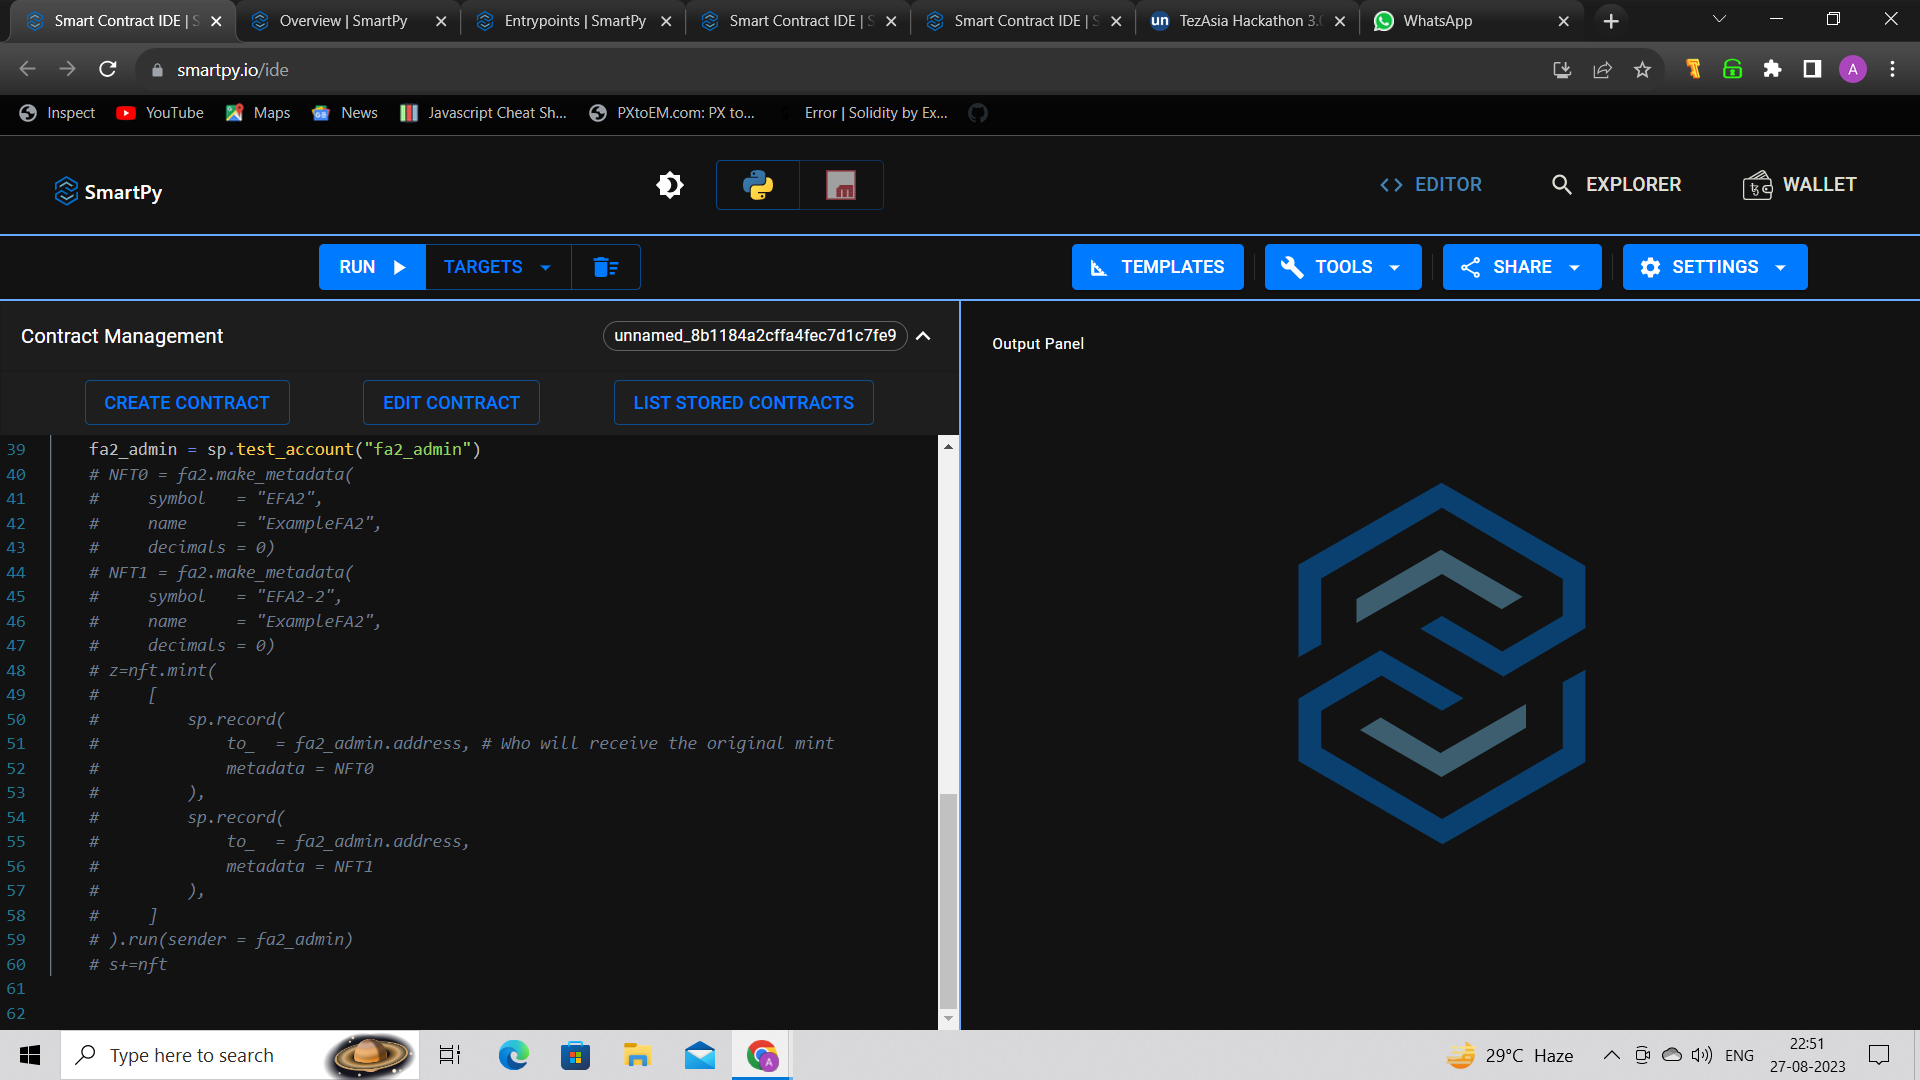 Smart Contract IDE | S
Overview | SmartPy
Entrypoints | SmartPy
Smart Contract IDE | S
Smart Contract IDE | S
un TezAsia Hackathon 3.0
WhatsApp
smartpy.io/ide
A
Inspect
YouTube
Maps
News
Javascript Cheat Sh...
PXtoEM.com: PX to...
Error | Solidity by Ex...
SmartPy
EDITOR
EXPLORER
WALLET
RUN
TARGETS
TEMPLATES
TOOLS
SHARE
SETTINGS
Contract Management
unnamed_8b1184a2cffa4fec7d1c7fe9
Output Panel
CREATE CONTRACT
EDIT CONTRACT
LIST STORED CONTRACTS
39 fa2_admin = sp.test_account("fa2_admin")
40 # NFT0 = fa2.make_metadata(
41 #     symbol   = "EFA2",
42 #     name     = "ExampleFA2",
43 #     decimals = 0)
44 # NFT1 = fa2.make_metadata(
45 #     symbol   = "EFA2-2",
46 #     name     = "ExampleFA2",
47 #     decimals = 0)
48 # z=nft.mint(
49 #     [
50 #         sp.record(
51 #             to_  = fa2_admin.address, # Who will receive the original mint
52 #             metadata = NFT0
53 #         ),
54 #         sp.record(
55 #             to_  = fa2_admin.address,
56 #             metadata = NFT1
57 #         ),
58 #     ]
59 # ).run(sender = fa2_admin)
60 # s+=nft
61
62
Type here to search
29°C Haze
ENG
22:51
27-08-2023